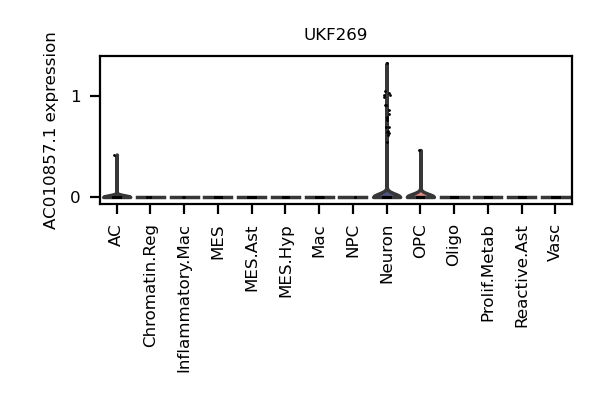 UKF269
AC010857.1 expression
1
0
AC
Chromatin.Reg
Inflammatory.Mac
MES
MES.Ast
MES.Hyp
Mac
NPC
Neuron
OPC
Oligo
Prolif.Metab
Reactive.Ast
Vasc